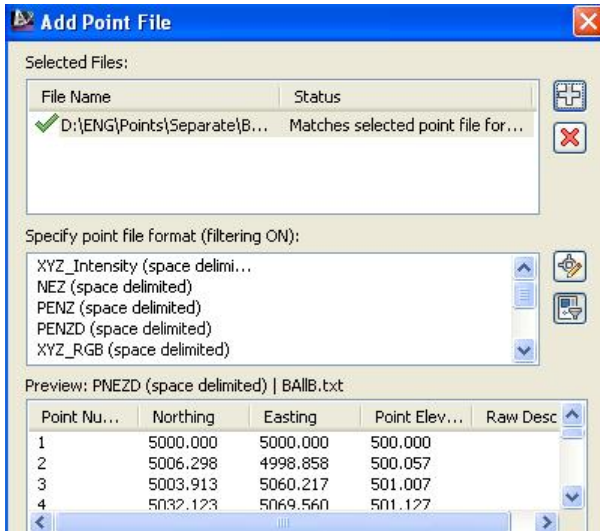 Add Point File
Selected Files:
File Name Status
D:\ENG\Points\Separate\B... Matches selected point file for...
Specify point file format (filtering ON):
XYZ_Intensity (space delimi...
NEZ (space delimited)
PENZ (space delimited)
PENZD (space delimited)
XYZ_RGB (space delimited)
Preview: PNEZD (space delimited) | BAllB.txt
Point Nu... Northing Easting Point Elev... Raw Desc
1 5000.000 5000.000 500.000
2 5006.298 4998.858 500.057
3 5003.913 5060.217 501.007
4 5032.123 5069.560 501.127